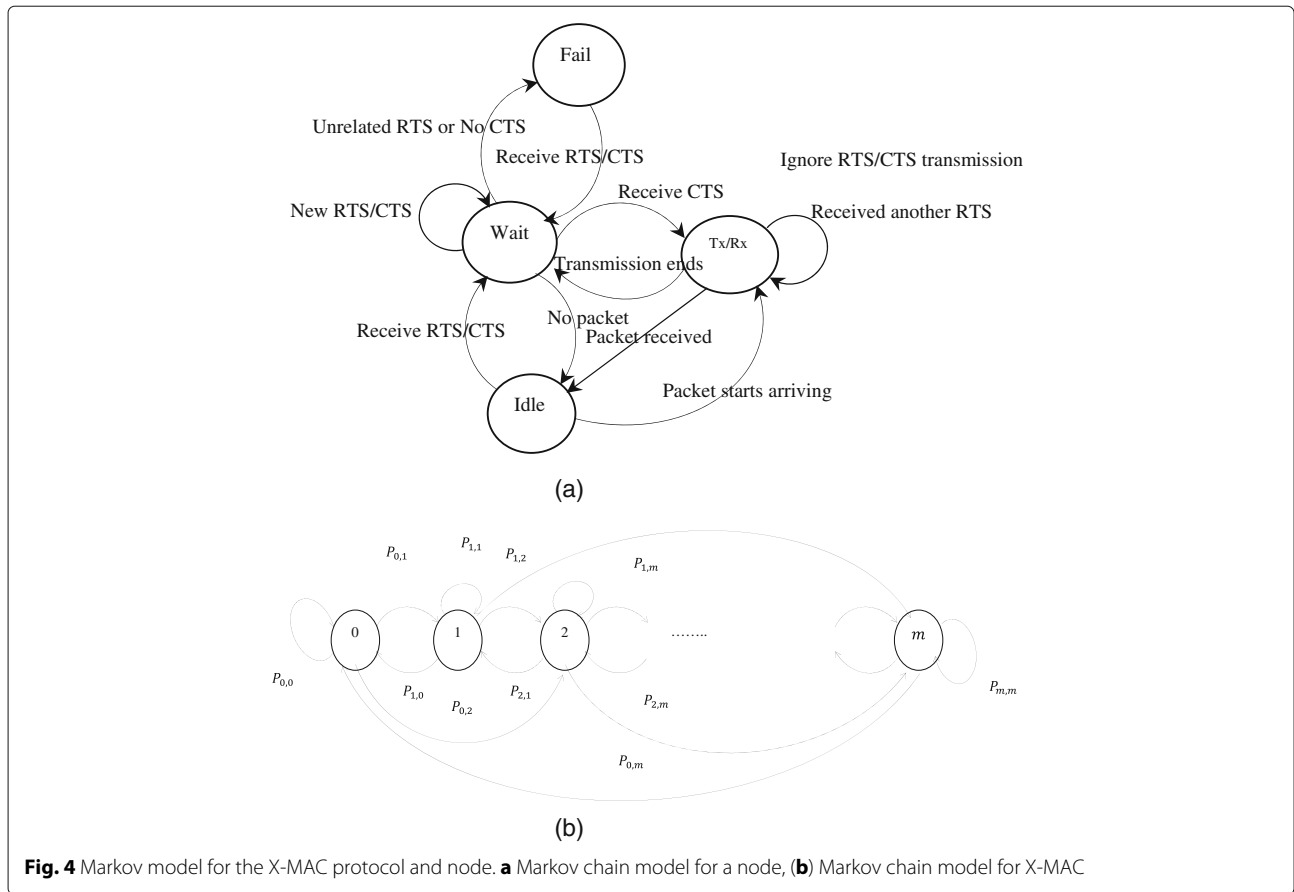 Fail
Unrelated RTS or No CTS
Receive RTS/CTS
Ignore RTS/CTS transmission
Receive CTS
New RTS/CTS
Received another RTS
Wait
Tx/Rx
Transmission ends
No packet
Receive RTS/CTS
Packet received
Packet starts arriving
Idle
(a)
P0,1
P1,1
P1,2
P1,m
0
1
2
........
m
P0,0
P1,0
P0,2
P2,1
P2,m
Pm,m
P0,m
(b)
Fig. 4 Markov model for the X-MAC protocol and node. a Markov chain model for a node, (b) Markov chain model for X-MAC